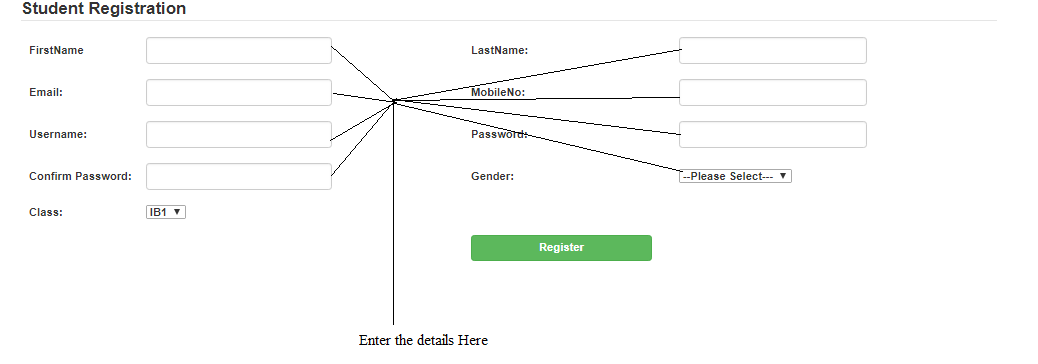 Student Registration
FirstName LastName:
Email: MobileNo:
Username: Password:
Confirm Password: Gender: --Please Select---
Class: IB1
Register
Enter the details Here